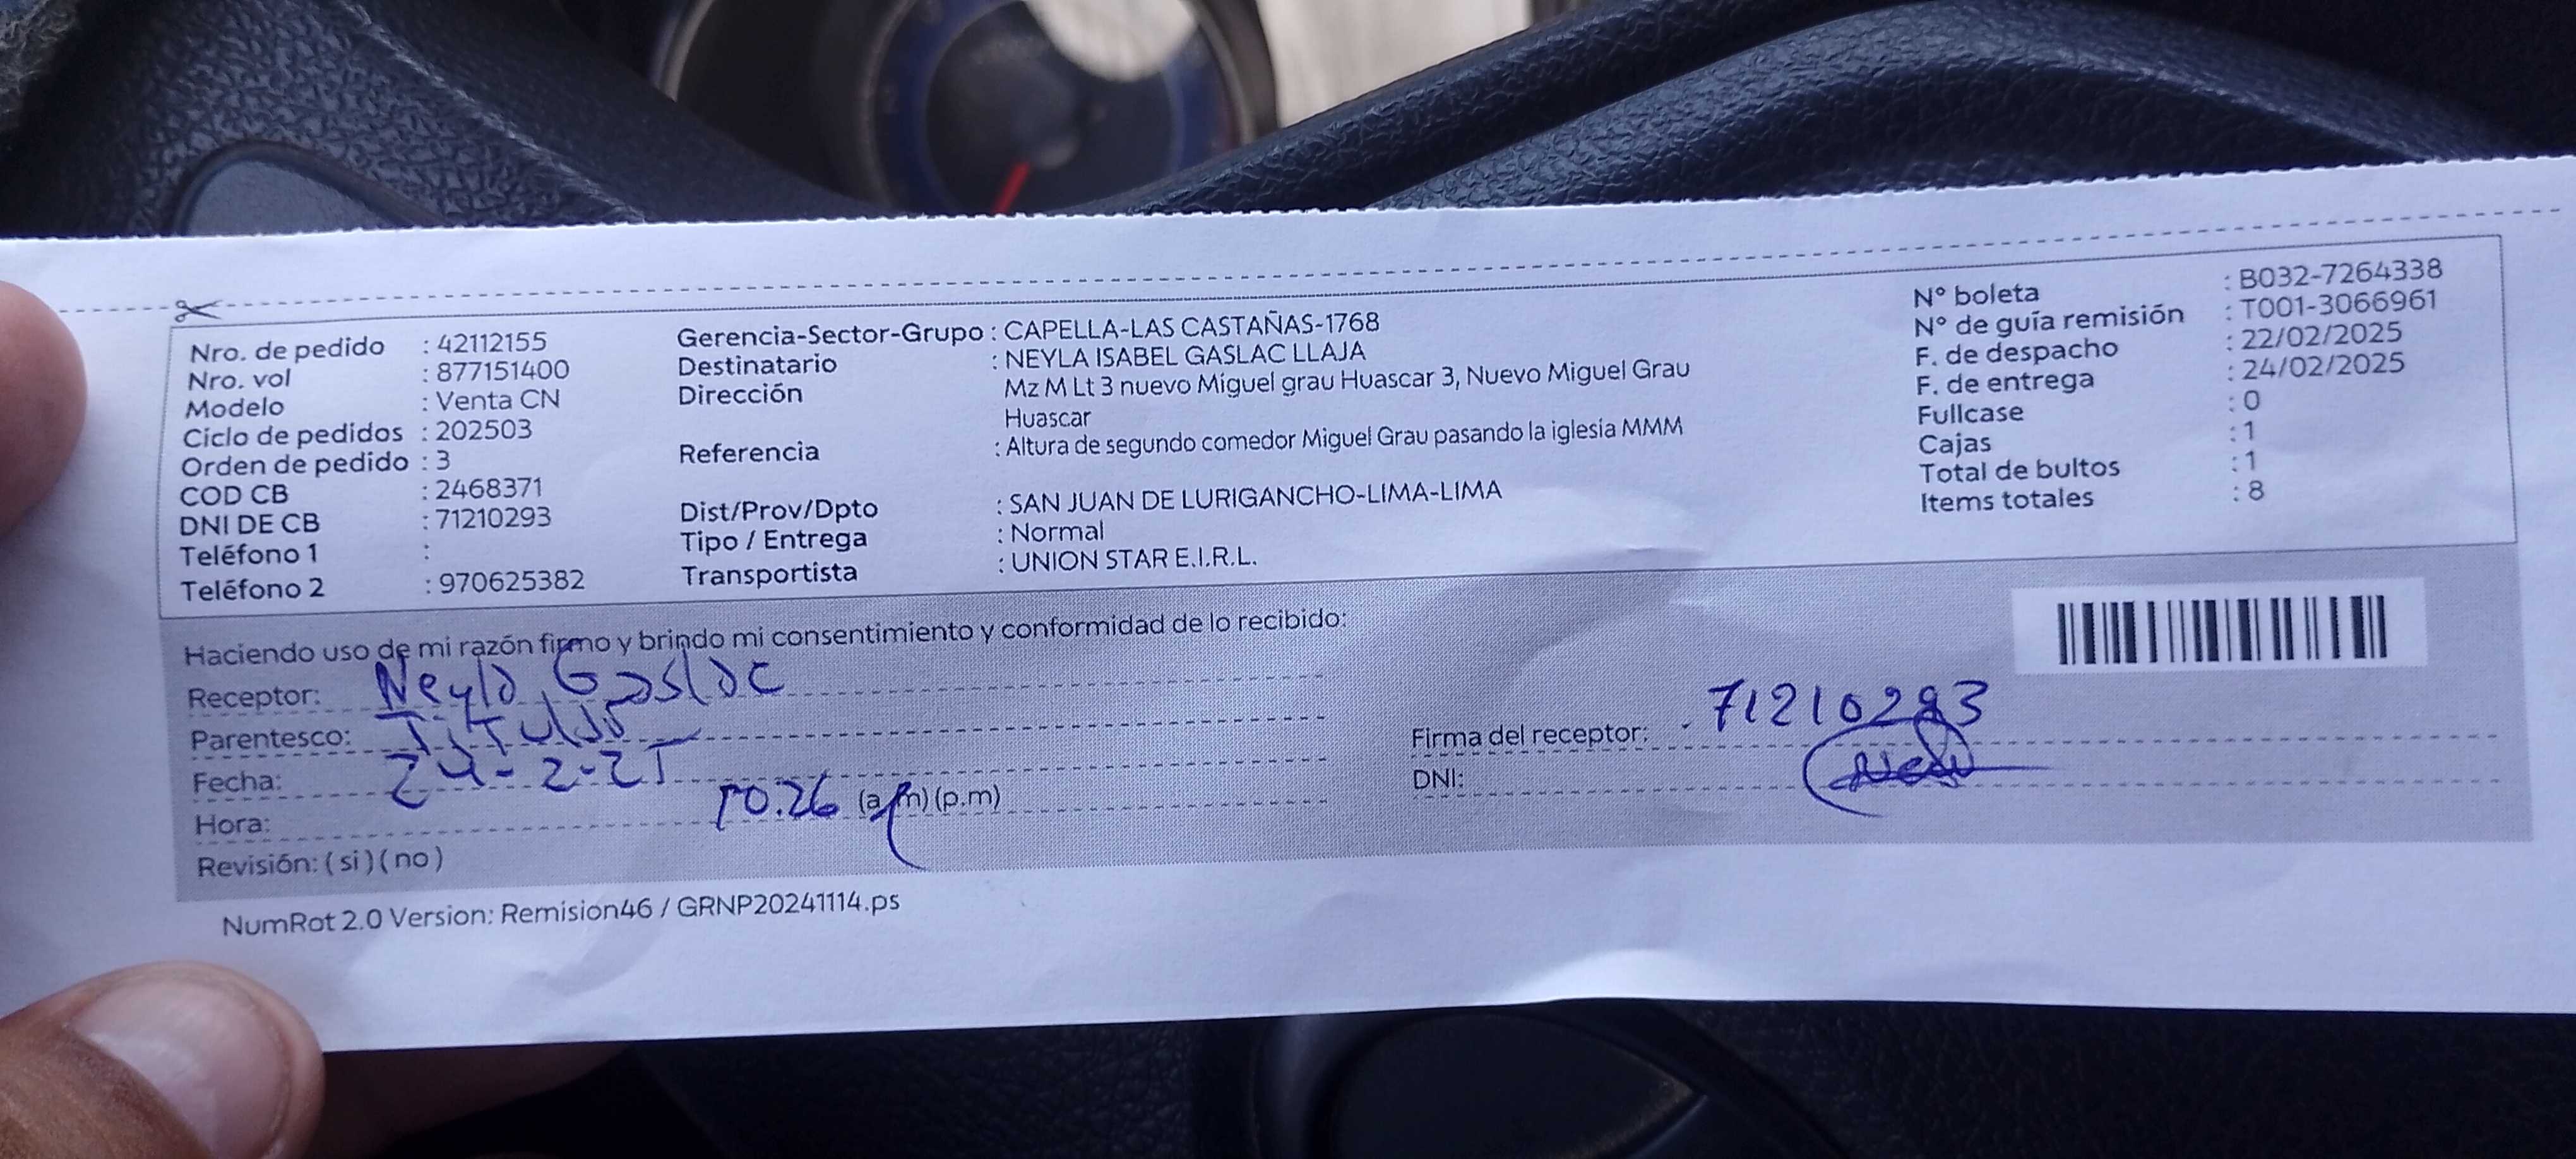 Nro. de pedido : 42112155
Nro. vol : 877151400
Modelo : Venta CN
Ciclo de pedidos : 202503
Orden de pedido : 3
COD CB : 2468371
DNI DE CB : 71210293
Teléfono 1 :
Teléfono 2 : 970625382
Gerencia-Sector-Grupo : CAPELLA-LAS CASTAÑAS-1768
Destinatario : NEYLA ISABEL GASLAC LLAJA
Dirección Mz M Lt 3 nuevo Miguel grau Huascar 3, Nuevo Miguel Grau
Huascar
Referencia : Altura de segundo comedor Miguel Grau pasando la iglesia MMM
Dist/Prov/Dpto : SAN JUAN DE LURIGANCHO-LIMA-LIMA
Tipo / Entrega : Normal
Transportista : UNION STAR E.I.R.L.
N° boleta : B032-7264338
N° de guía remisión : T001-3066961
F. de despacho : 22/02/2025
F. de entrega : 24/02/2025
Fullcase : 0
Cajas : 1
Total de bultos : 1
Items totales : 8
Haciendo uso de mi razón firmo y brindo mi consentimiento y conformidad de lo recibido:
Receptor: Neyla Gaslac
Parentesco: Titular
Fecha: 24-2-25
Hora: 10.26 (a.m) (p.m)
Revisión: ( si ) ( no )
Firma del receptor: 71210293
DNI:
NumRot 2.0 Version: Remision46 / GRNP20241114.ps